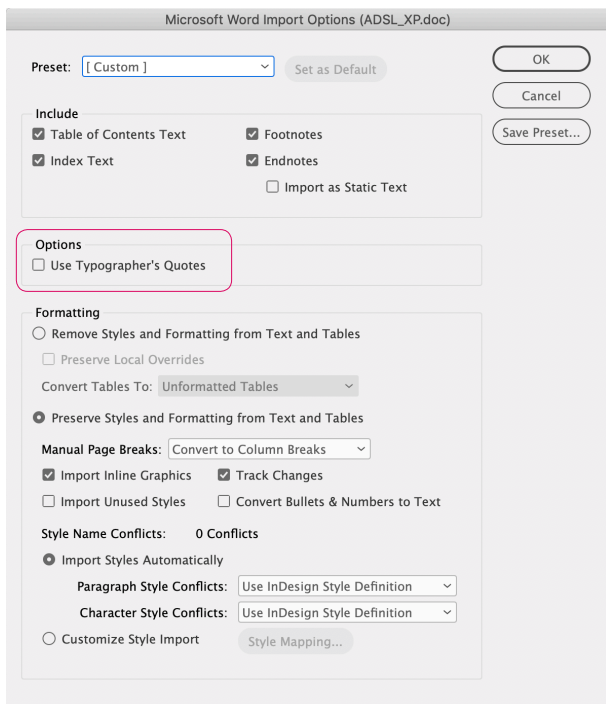 Microsoft Word Import Options (ADSL_XP.doc)
Preset: [ Custom ] Set as Default
OK
Cancel
Save Preset...
Include
Table of Contents Text Footnotes
Index Text Endnotes
Import as Static Text
Options
Use Typographer's Quotes
Formatting
Remove Styles and Formatting from Text and Tables
Preserve Local Overrides
Convert Tables To: Unformatted Tables
Preserve Styles and Formatting from Text and Tables
Manual Page Breaks: Convert to Column Breaks
Import Inline Graphics Track Changes
Import Unused Styles Convert Bullets & Numbers to Text
Style Name Conflicts: 0 Conflicts
Import Styles Automatically
Paragraph Style Conflicts: Use InDesign Style Definition
Character Style Conflicts: Use InDesign Style Definition
Customize Style Import Style Mapping...